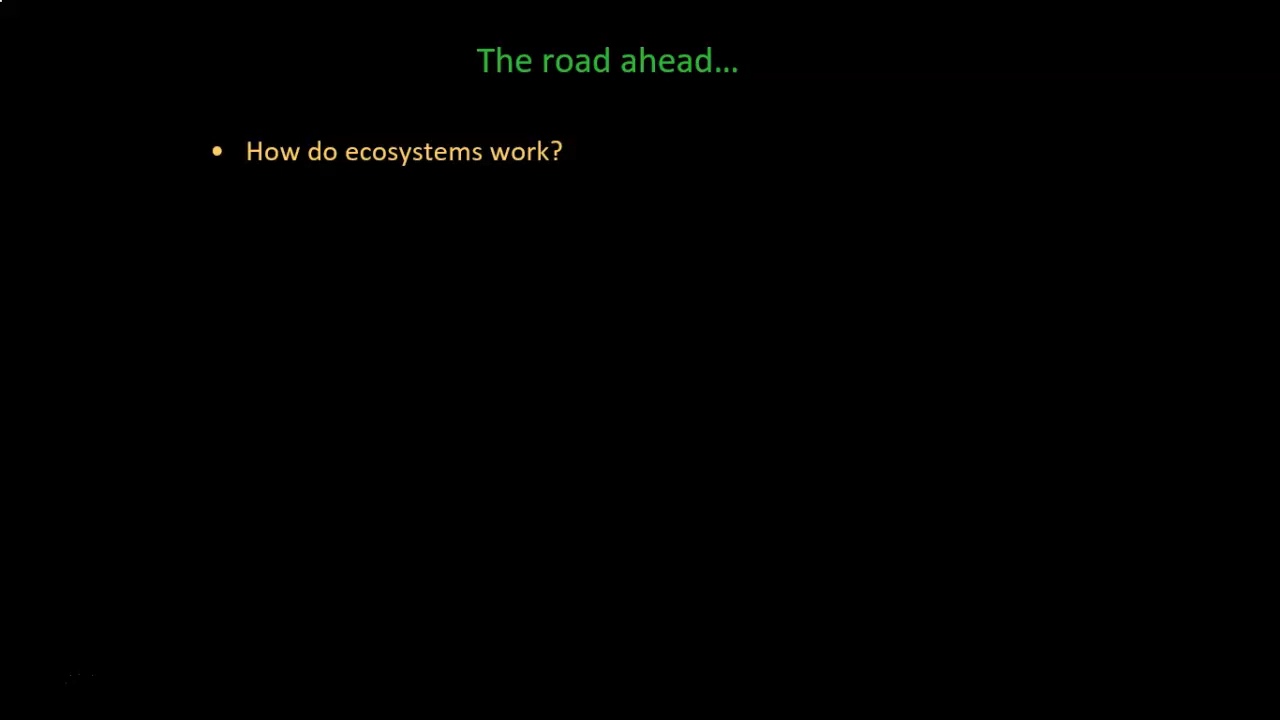 The road ahead...
• How do ecosystems work?